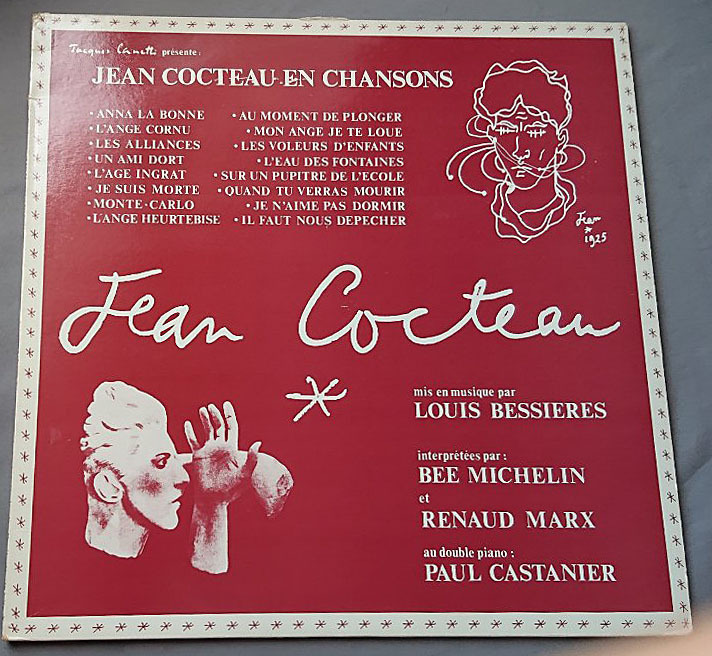 Jacques Canetti présente :
JEAN COCTEAU EN CHANSONS
• ANNA LA BONNE
• L'ANGE CORNU
• LES ALLIANCES
• UN AMI DORT
• L'AGE INGRAT
• JE SUIS MORTE
• MONTE-CARLO
• L'ANGE HEURTEBISE
• AU MOMENT DE PLONGER
• MON ANGE JE TE LOUE
• LES VOLEURS D'ENFANTS
• L'EAU DES FONTAINES
• SUR UN PUPITRE DE L'ECOLE
• QUAND TU VERRAS MOURIR
• JE N'AIME PAS DORMIR
• IL FAUT NOUS DEPECHER
Jean
*
1925
Jean Cocteau
*
mis en musique par
LOUIS BESSIERES
interprétées par :
BEE MICHELIN
et
RENAUD MARX
au double piano :
PAUL CASTANIER